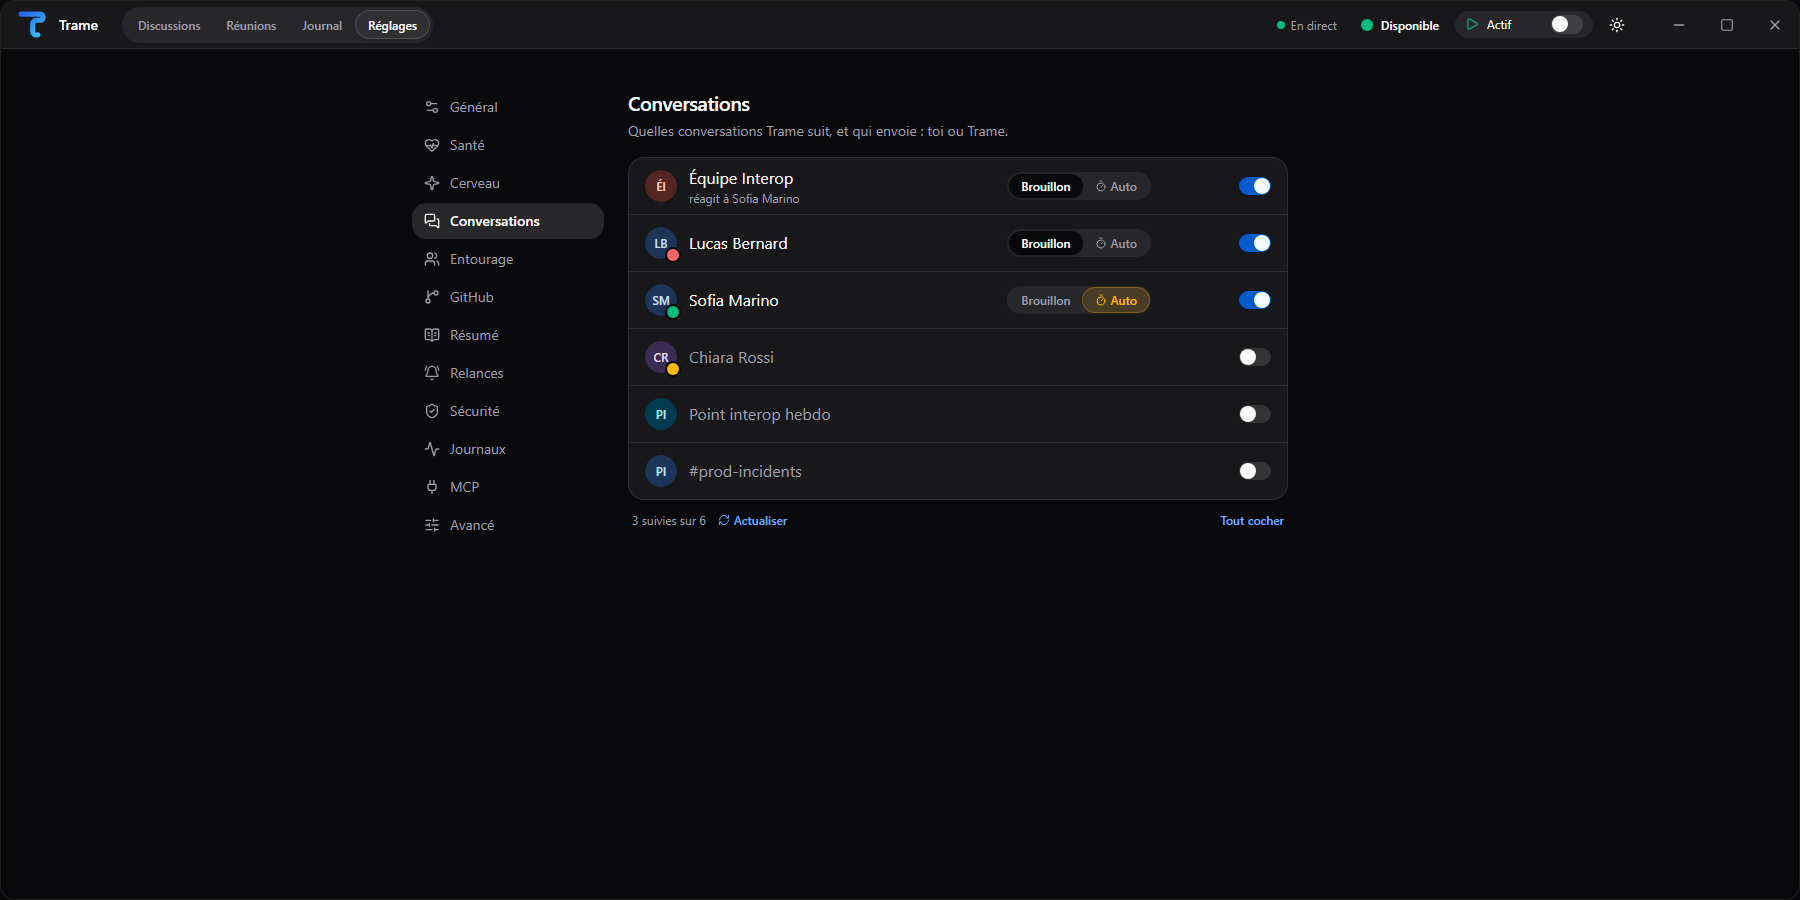 Trame
Discussions
Réunions
Journal
Réglages
En direct
Disponible
Actif
Général
Santé
Cerveau
Conversations
Entourage
GitHub
Résumé
Relances
Sécurité
Journaux
MCP
Avancé
Conversations
Quelles conversations Trame suit, et qui envoie : toi ou Trame.
ÉI
Équipe Interop
réagit à Sofia Marino
Brouillon
Auto
LB
Lucas Bernard
Brouillon
Auto
SM
Sofia Marino
Brouillon
Auto
CR
Chiara Rossi
PI
Point interop hebdo
PI
#prod-incidents
3 suivies sur 6
Actualiser
Tout cocher